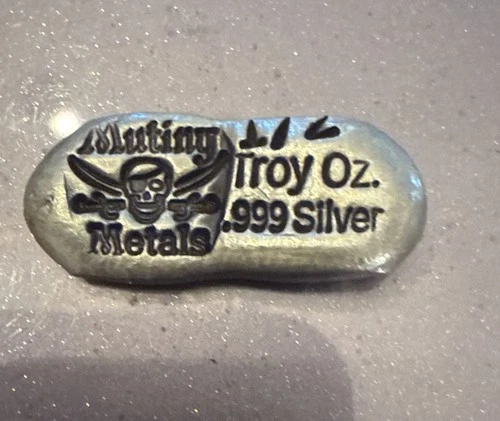 Mutiny
Metals
Troy Oz.
.999 Silver